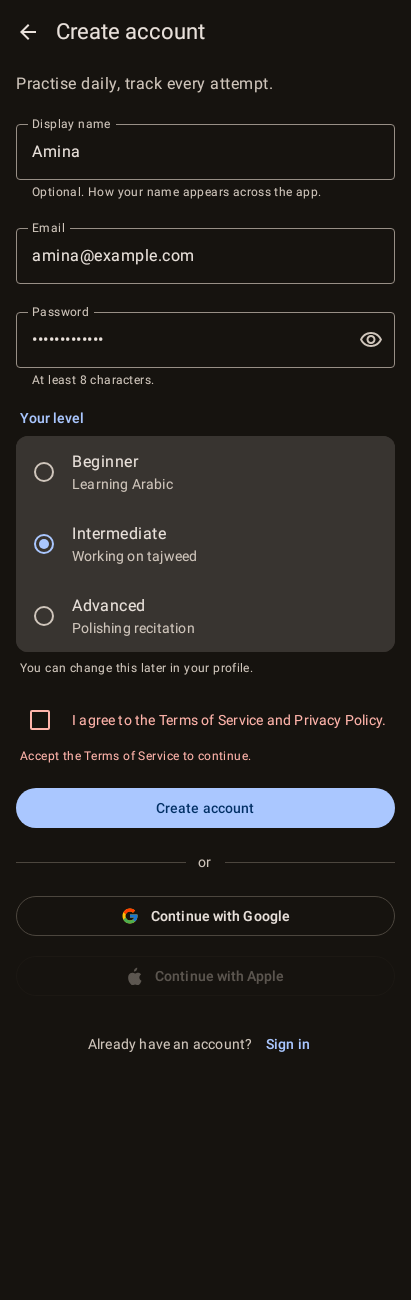 Create account
Practise daily, track every attempt.
Display name
Amina
Optional. How your name appears across the app.
Email
amina@example.com
Password
•••••••••••••
At least 8 characters.
Your level
Beginner
Learning Arabic
Intermediate
Working on tajweed
Advanced
Polishing recitation
You can change this later in your profile.
I agree to the Terms of Service and Privacy Policy.
Accept the Terms of Service to continue.
Create account
or
Continue with Google
Continue with Apple
Already have an account? Sign in